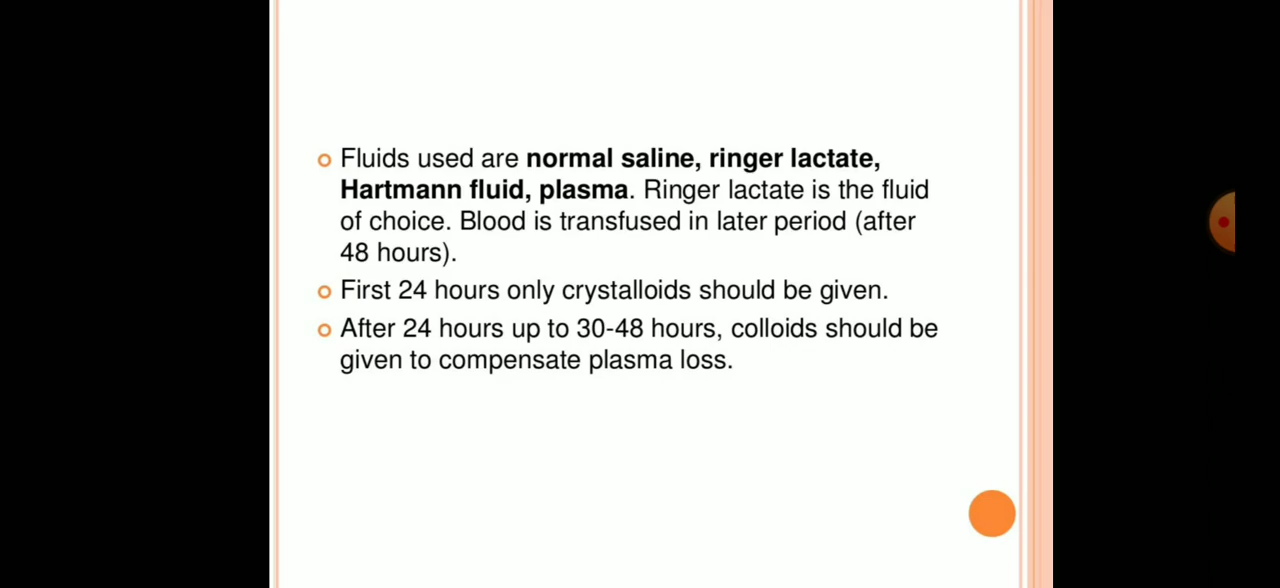 Fluids used are normal saline, ringer lactate,
Hartmann fluid, plasma. Ringer lactate is the fluid
of choice. Blood is transfused in later period (after
48 hours).
First 24 hours only crystalloids should be given.
After 24 hours up to 30-48 hours, colloids should be
given to compensate plasma loss.